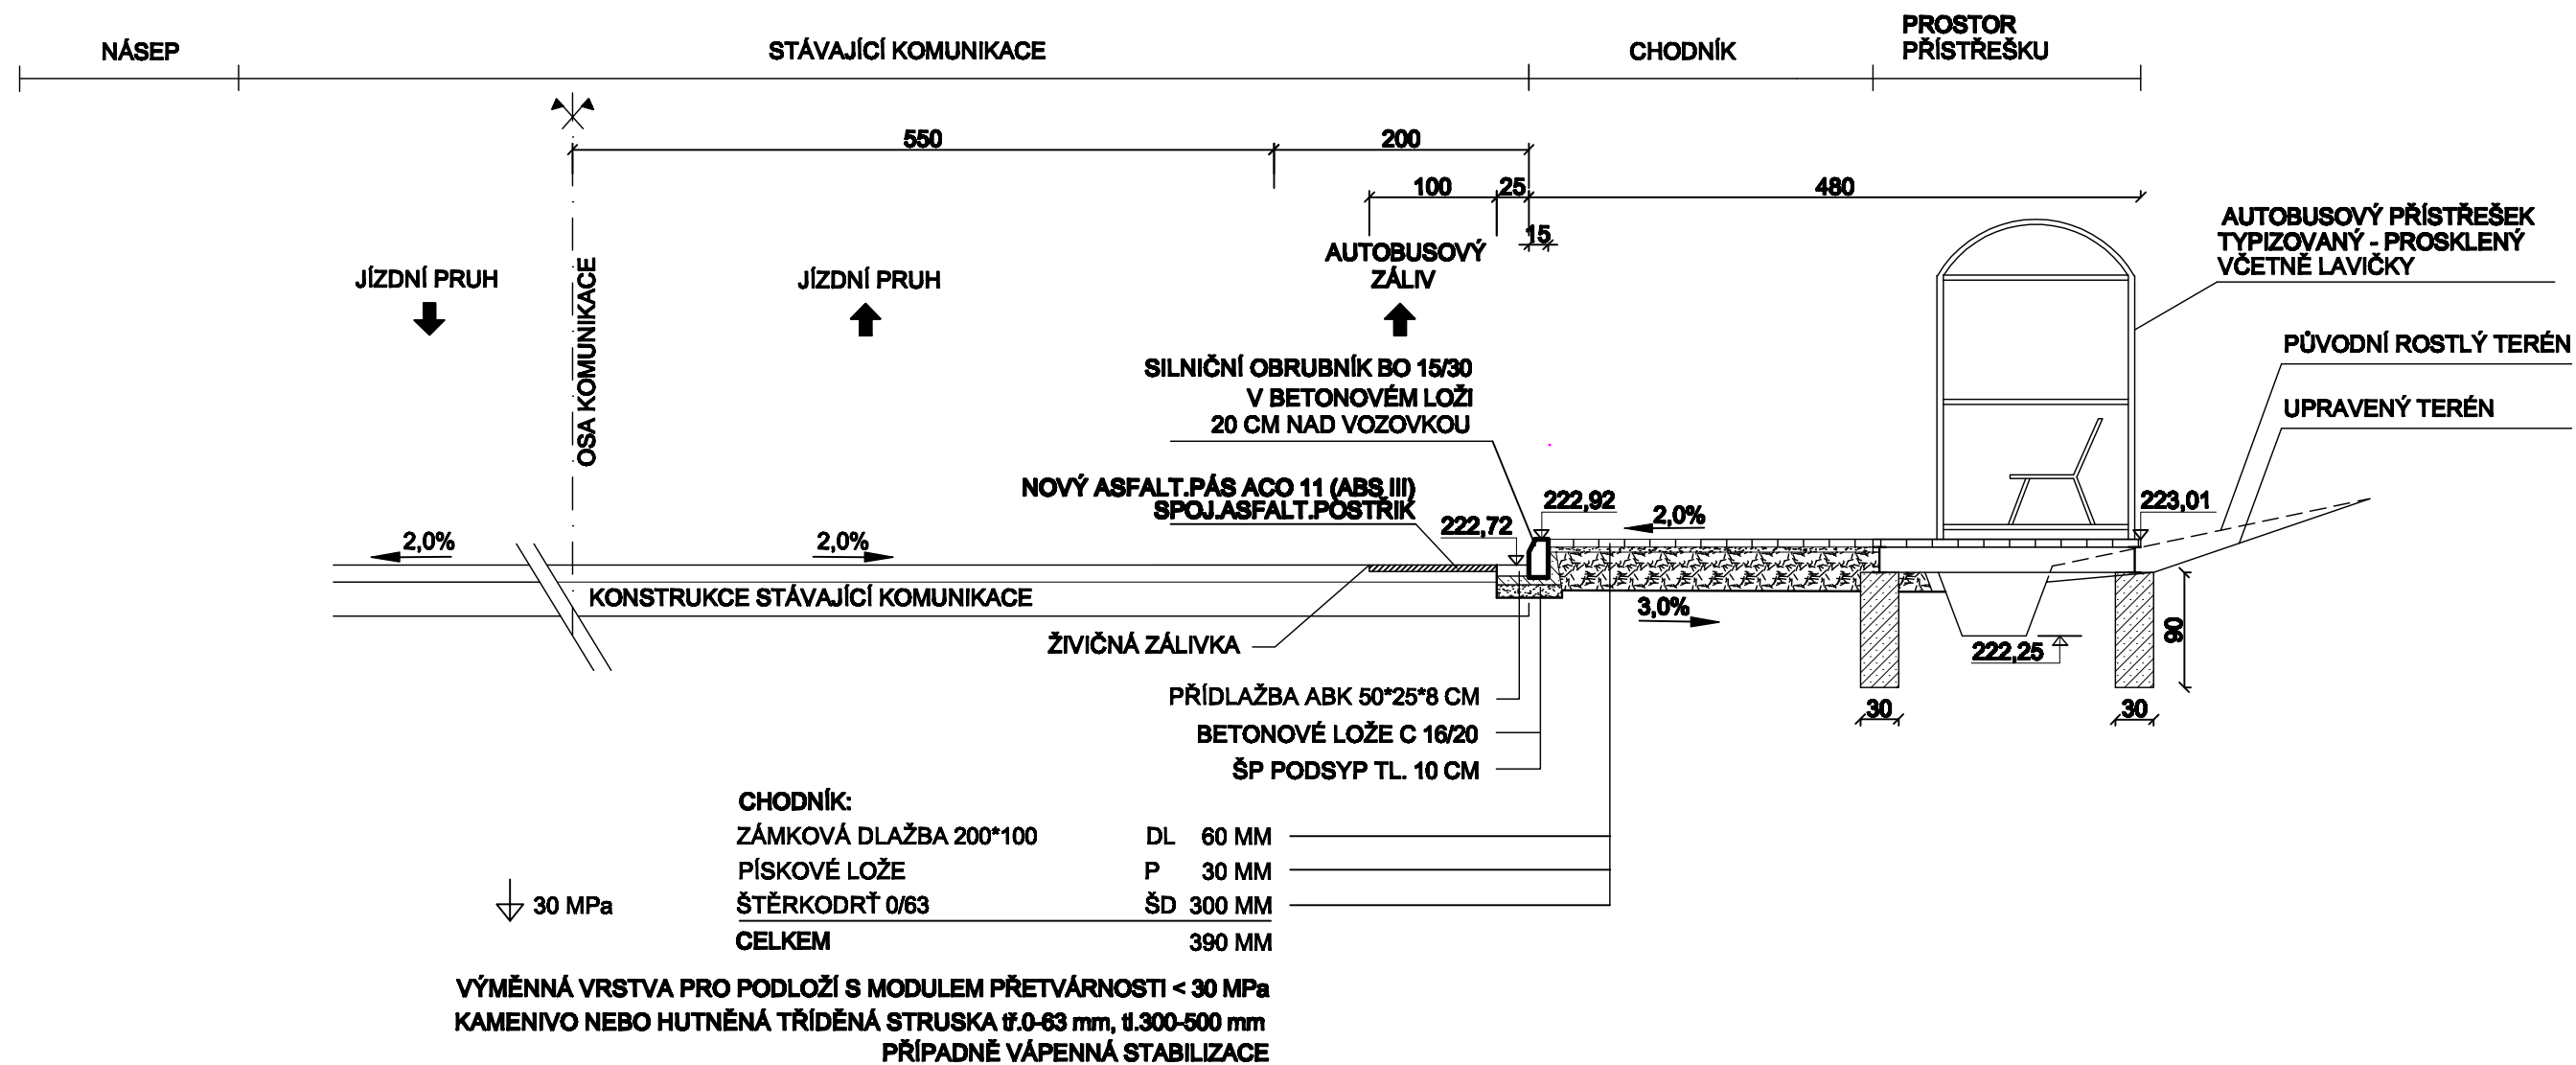 NÁSEP
STÁVAJÍCÍ KOMUNIKACE
CHODNÍK
PROSTOR
PŘÍSTŘEŠKU
550
200
100
25
480
15
AUTOBUSOVÝ PŘÍSTŘEŠEK
TYPIZOVANÝ - PROSKLENÝ
VČETNĚ LAVIČKY
JÍZDNÍ PRUH
OSA KOMUNIKACE
JÍZDNÍ PRUH
AUTOBUSOVÝ
ZÁLIV
PŮVODNÍ ROSTLÝ TERÉN
UPRAVENÝ TERÉN
SILNIČNÍ OBRUBNÍK BO 15/30
V BETONOVÉM LOŽI
20 CM NAD VOZOVKOU
NOVÝ ASFALT.PÁS ACO 11 (ABS III)
SPOJ.ASFALT.POSTŘIK
222,72
222,92
2,0%
223,01
2,0%
2,0%
KONSTRUKCE STÁVAJÍCÍ KOMUNIKACE
3,0%
ŽIVIČNÁ ZÁLIVKA
222,25
90
30
30
PŘÍDLAŽBA ABK 50*25*8 CM
BETONOVÉ LOŽE C 16/20
ŠP PODSYP TL. 10 CM
CHODNÍK:
ZÁMKOVÁ DLAŽBA 200*100 DL 60 MM
PÍSKOVÉ LOŽE P 30 MM
30 MPa
ŠTĚRKODRŤ 0/63 ŠD 300 MM
CELKEM 390 MM
VÝMĚNNÁ VRSTVA PRO PODLOŽÍ S MODULEM PŘETVÁRNOSTI < 30 MPa
KAMENIVO NEBO HUTNĚNÁ TŘÍDĚNÁ STRUSKA tř.0-63 mm, tl.300-500 mm
PŘÍPADNĚ VÁPENNÁ STABILIZACE